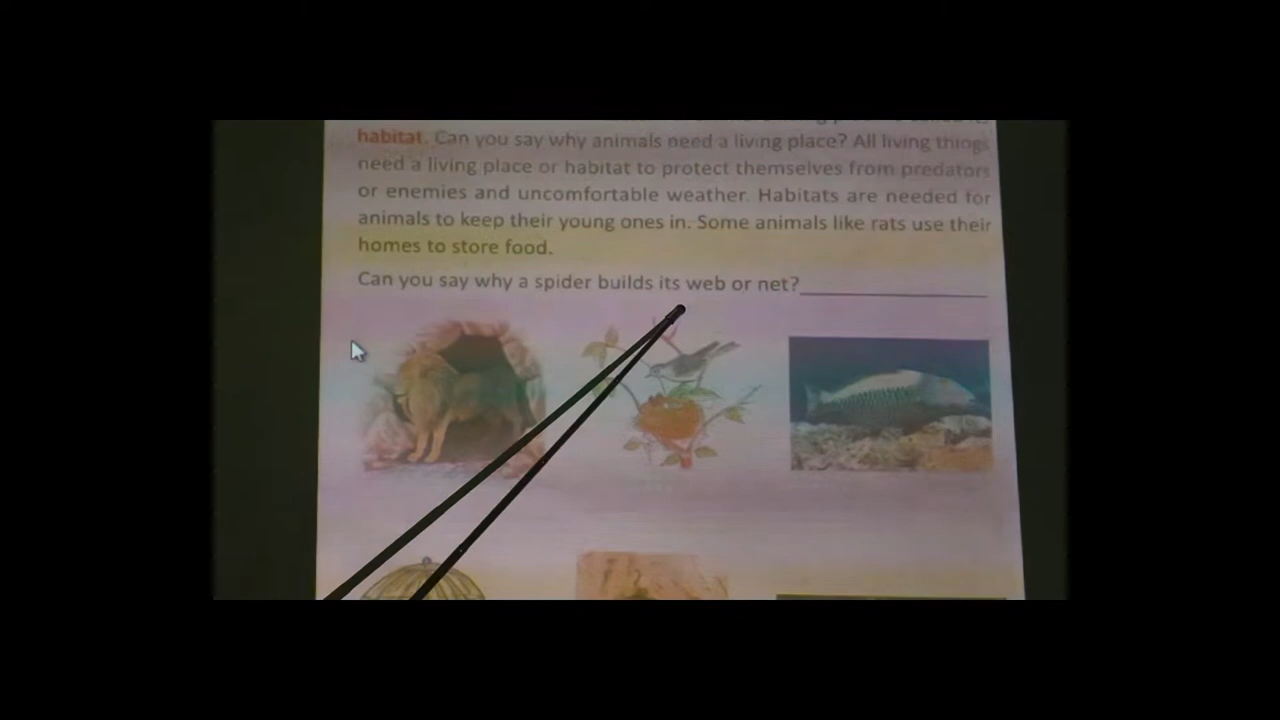 habitat. Can you say why animals need a living place? All living things
need a living place or habitat to protect themselves from predators
or enemies and uncomfortable weather. Habitats are needed for
animals to keep their young ones in. Some animals like rats use their
homes to store food.
Can you say why a spider builds its web or net?